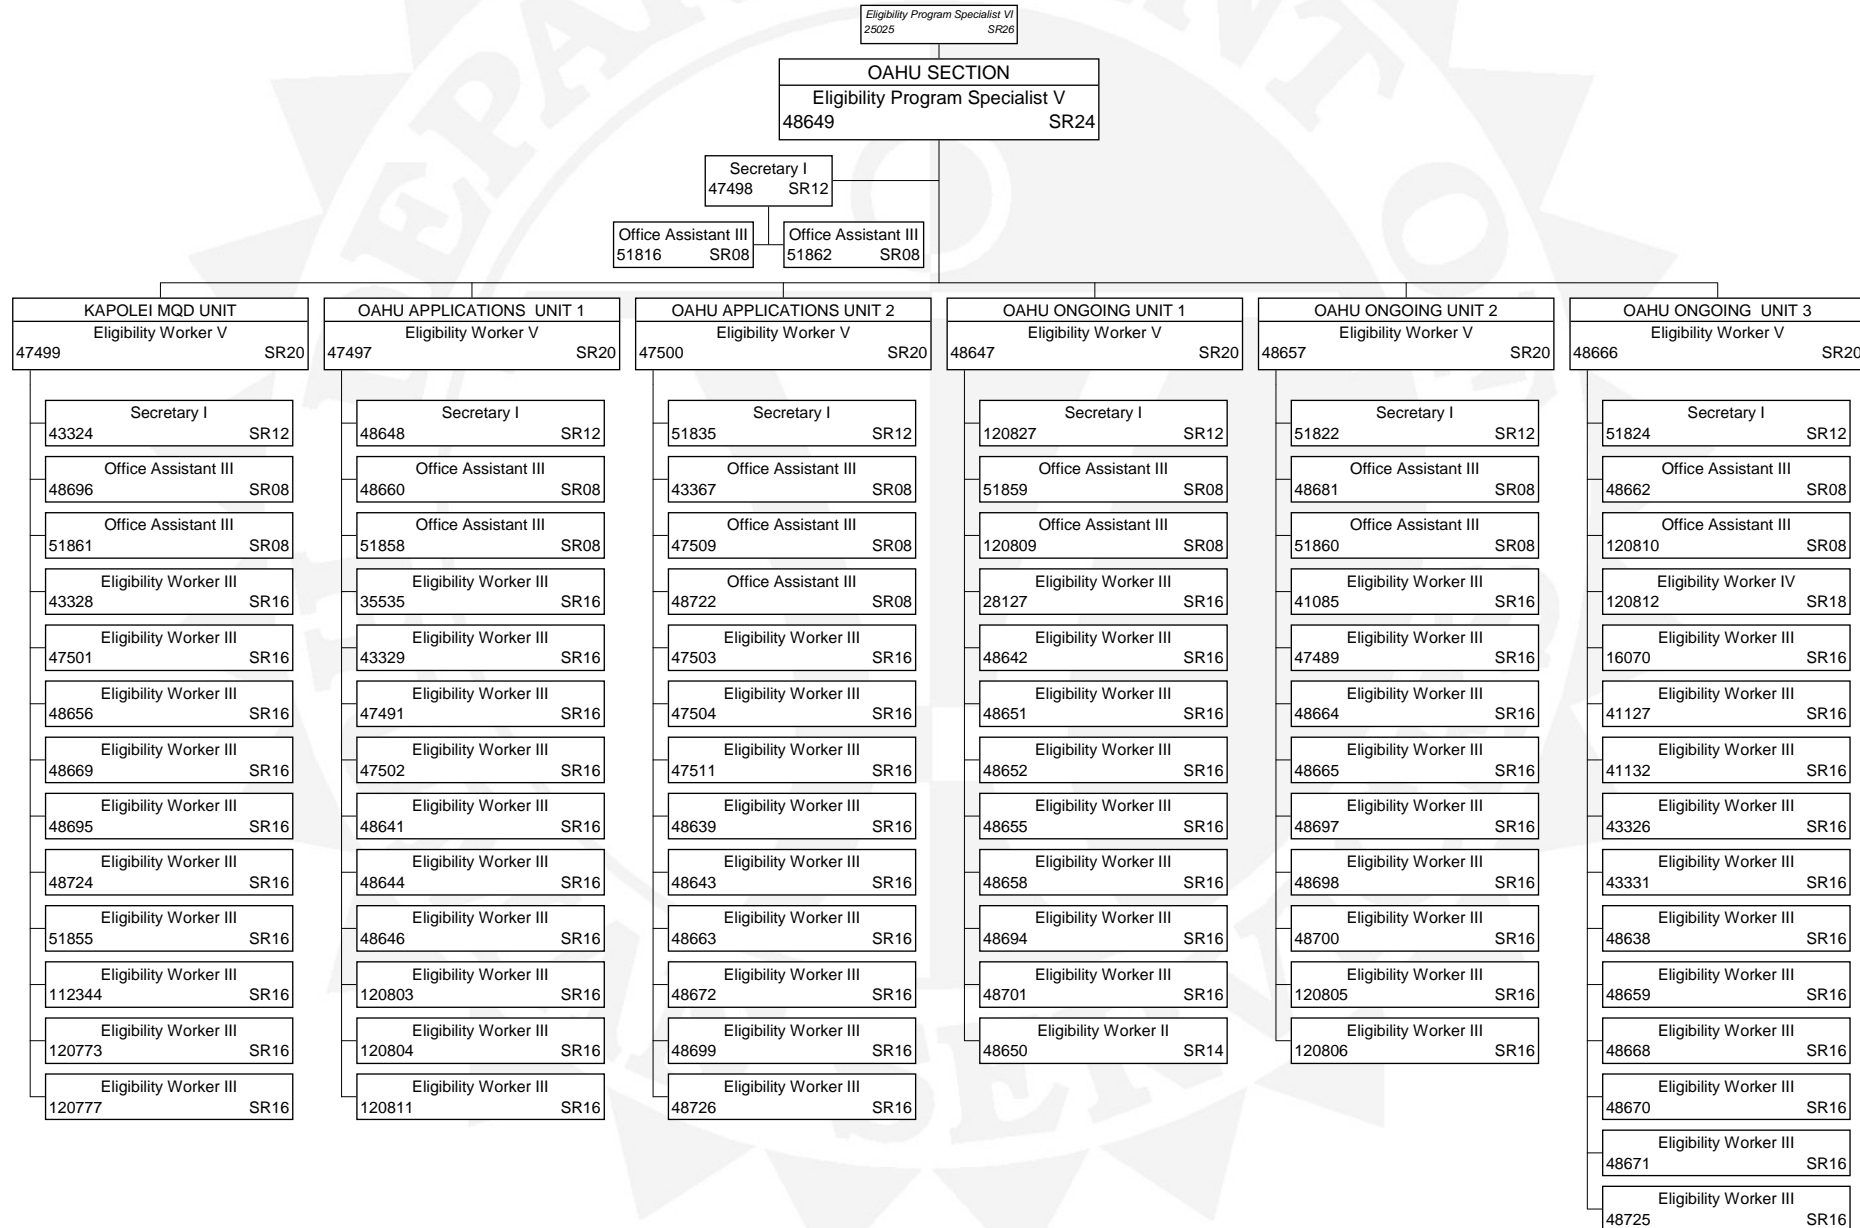 Eligibility Program Specialist VI
25025 SR26
OAHU SECTION
Eligibility Program Specialist V
48649 SR24
Secretary I
47498 SR12
Office Assistant III
51816 SR08
Office Assistant III
51862 SR08
KAPOLEI MQD UNIT
Eligibility Worker V
47499 SR20
Secretary I
43324 SR12
Office Assistant III
48696 SR08
Office Assistant III
51861 SR08
Eligibility Worker III
43328 SR16
Eligibility Worker III
47501 SR16
Eligibility Worker III
48656 SR16
Eligibility Worker III
48669 SR16
Eligibility Worker III
48695 SR16
Eligibility Worker III
48724 SR16
Eligibility Worker III
51855 SR16
Eligibility Worker III
112344 SR16
Eligibility Worker III
120773 SR16
Eligibility Worker III
120777 SR16
OAHU APPLICATIONS UNIT 1
Eligibility Worker V
47497 SR20
Secretary I
48648 SR12
Office Assistant III
48660 SR08
Office Assistant III
51858 SR08
Eligibility Worker III
35535 SR16
Eligibility Worker III
43329 SR16
Eligibility Worker III
47491 SR16
Eligibility Worker III
47502 SR16
Eligibility Worker III
48641 SR16
Eligibility Worker III
48644 SR16
Eligibility Worker III
48646 SR16
Eligibility Worker III
120803 SR16
Eligibility Worker III
120804 SR16
Eligibility Worker III
120811 SR16
OAHU APPLICATIONS UNIT 2
Eligibility Worker V
47500 SR20
Secretary I
51835 SR12
Office Assistant III
43367 SR08
Office Assistant III
47509 SR08
Office Assistant III
48722 SR08
Eligibility Worker III
47503 SR16
Eligibility Worker III
47504 SR16
Eligibility Worker III
47511 SR16
Eligibility Worker III
48639 SR16
Eligibility Worker III
48643 SR16
Eligibility Worker III
48663 SR16
Eligibility Worker III
48672 SR16
Eligibility Worker III
48699 SR16
Eligibility Worker III
48726 SR16
OAHU ONGOING UNIT 1
Eligibility Worker V
48647 SR20
Secretary I
120827 SR12
Office Assistant III
51859 SR08
Office Assistant III
120809 SR08
Eligibility Worker III
28127 SR16
Eligibility Worker III
48642 SR16
Eligibility Worker III
48651 SR16
Eligibility Worker III
48652 SR16
Eligibility Worker III
48655 SR16
Eligibility Worker III
48658 SR16
Eligibility Worker III
48694 SR16
Eligibility Worker III
48701 SR16
Eligibility Worker II
48650 SR14
OAHU ONGOING UNIT 2
Eligibility Worker V
48657 SR20
Secretary I
51822 SR12
Office Assistant III
48681 SR08
Office Assistant III
51860 SR08
Eligibility Worker III
41085 SR16
Eligibility Worker III
47489 SR16
Eligibility Worker III
48664 SR16
Eligibility Worker III
48665 SR16
Eligibility Worker III
48697 SR16
Eligibility Worker III
48698 SR16
Eligibility Worker III
48700 SR16
Eligibility Worker III
120805 SR16
Eligibility Worker III
120806 SR16
OAHU ONGOING UNIT 3
Eligibility Worker V
48666 SR20
Secretary I
51824 SR12
Office Assistant III
48662 SR08
Office Assistant III
120810 SR08
Eligibility Worker IV
120812 SR18
Eligibility Worker III
16070 SR16
Eligibility Worker III
41127 SR16
Eligibility Worker III
41132 SR16
Eligibility Worker III
43326 SR16
Eligibility Worker III
43331 SR16
Eligibility Worker III
48638 SR16
Eligibility Worker III
48659 SR16
Eligibility Worker III
48668 SR16
Eligibility Worker III
48670 SR16
Eligibility Worker III
48671 SR16
Eligibility Worker III
48725 SR16